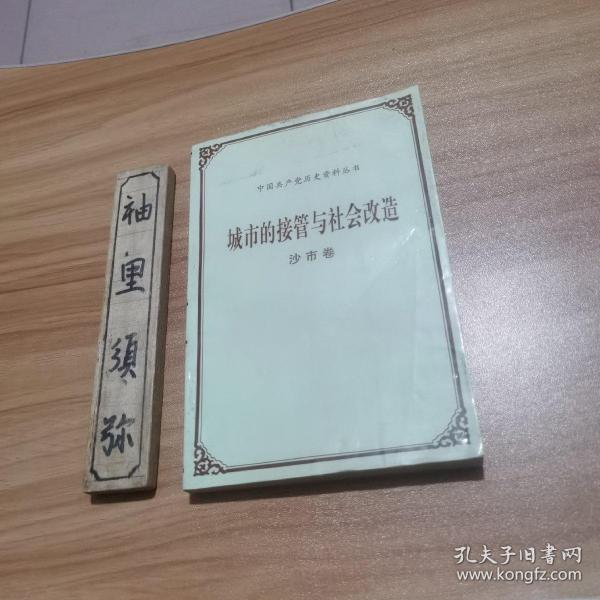 袖里须弥
中国共产党历史资料丛书
城市的接管与社会改造
沙市卷
孔夫子旧书网
www.kongfz.com